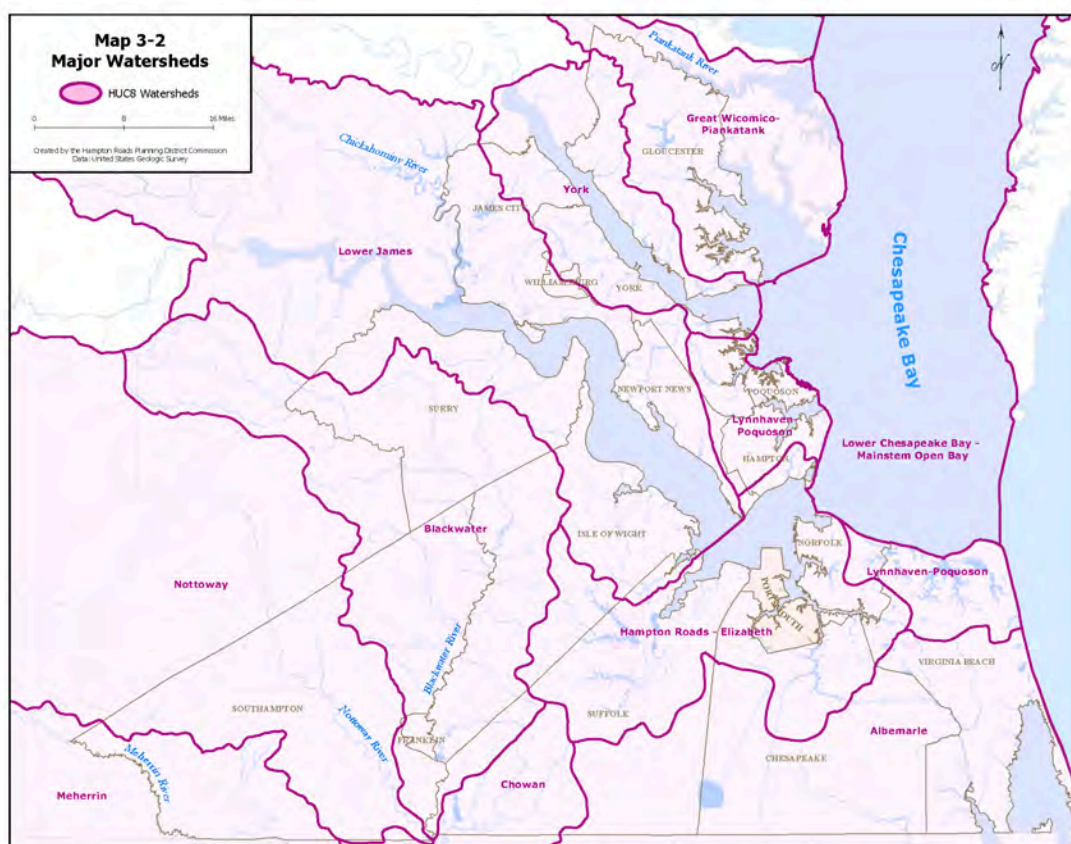 Map 3-2
Major Watersheds
HUC8 Watersheds
0 8 16 Miles
Created by the Hampton Roads Planning District Commission
Data: United States Geologic Survey
N
Piankatank River
Great Wicomico-
Piankatank
GLOUCESTER
Chickahominy River
York
JAMES CITY
Lower James
WILLIAMSBURG
YORK
Chesapeake Bay
NEWPORT NEWS
POQUOSON
SURRY
Lynnhaven-
Poquoson
HAMPTON
Lower Chesapeake Bay -
Mainstem Open Bay
Blackwater
ISLE OF WIGHT
NORFOLK
Nottoway
Lynnhaven-Poquoson
PORTSMOUTH
Hampton Roads - Elizabeth
VIRGINIA BEACH
Blackwater River
SOUTHAMPTON
Nottoway River
SUFFOLK
Albemarle
FRANKLIN
CHESAPEAKE
Meherrin River
Meherrin
Chowan